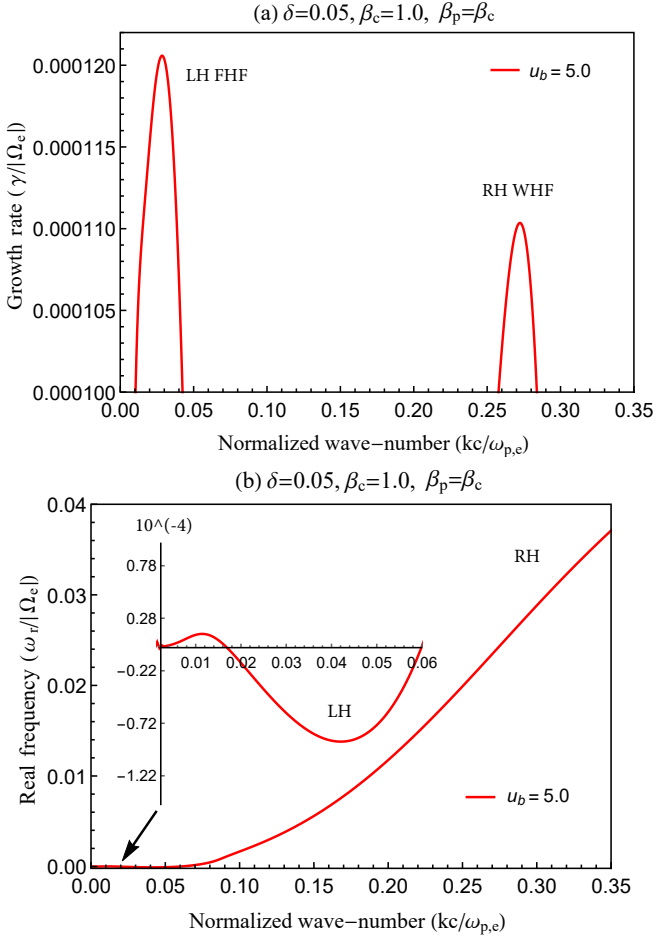 (a) δ=0.05, βc=1.0, βp=βc
0.000120
0.000115
0.000110
0.000105
0.000100
Growth rate (γ/|Ωe|)
LH FHF
u_b = 5.0
RH WHF
0.00 0.05 0.10 0.15 0.20 0.25 0.30 0.35
Normalized wave−number (kc/ωp,e)
(b) δ=0.05, βc=1.0, βp=βc
0.04
0.03
0.02
0.01
0.00
Real frequency (ωr/|Ωe|)
10^(-4)
0.78
0.28
−0.22
−0.72
−1.22
0.01 0.02 0.03 0.04 0.05 0.06
LH
RH
u_b = 5.0
0.00 0.05 0.10 0.15 0.20 0.25 0.30 0.35
Normalized wave−number (kc/ωp,e)